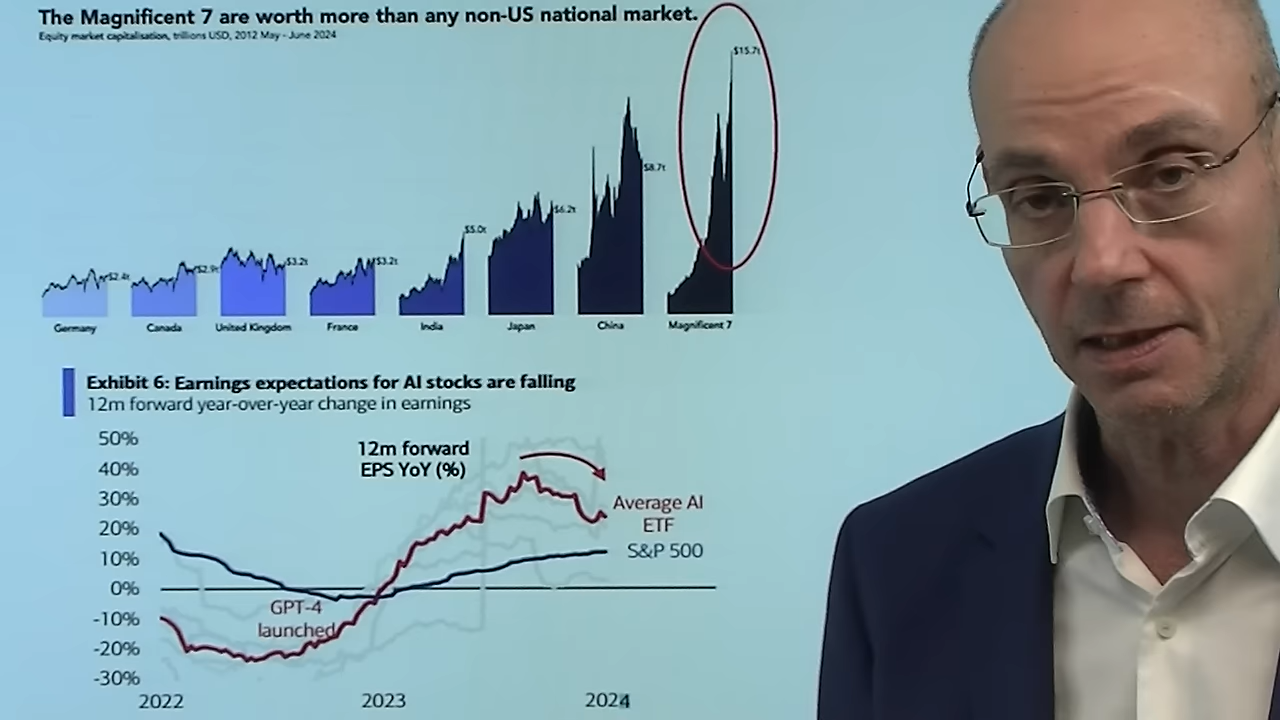 The Magnificent 7 are worth more than any non-US national market.
Equity market capitalisation, trillions USD, 2012 May - June 2024
$15.7t
$8.7t
$6.2t
$5.0t
$2.4t
$2.9t
$3.2t
$3.2t
Germany
Canada
United Kingdom
France
India
Japan
China
Magnificent 7
Exhibit 6: Earnings expectations for AI stocks are falling
12m forward year-over-year change in earnings
50%
40%
30%
20%
10%
0%
-10%
-20%
-30%
12m forward
EPS YoY (%)
Average AI
ETF
S&P 500
GPT-4
launched
2022
2023
2024